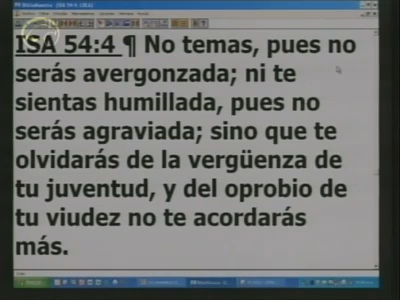 ISA 54:4 ¶ No temas, pues no
serás avergonzada; ni te
sientas humillada, pues no
serás agraviada; sino que te
olvidarás de la vergüenza de
tu juventud, y del oprobio de
tu viudez no te acordarás
más.